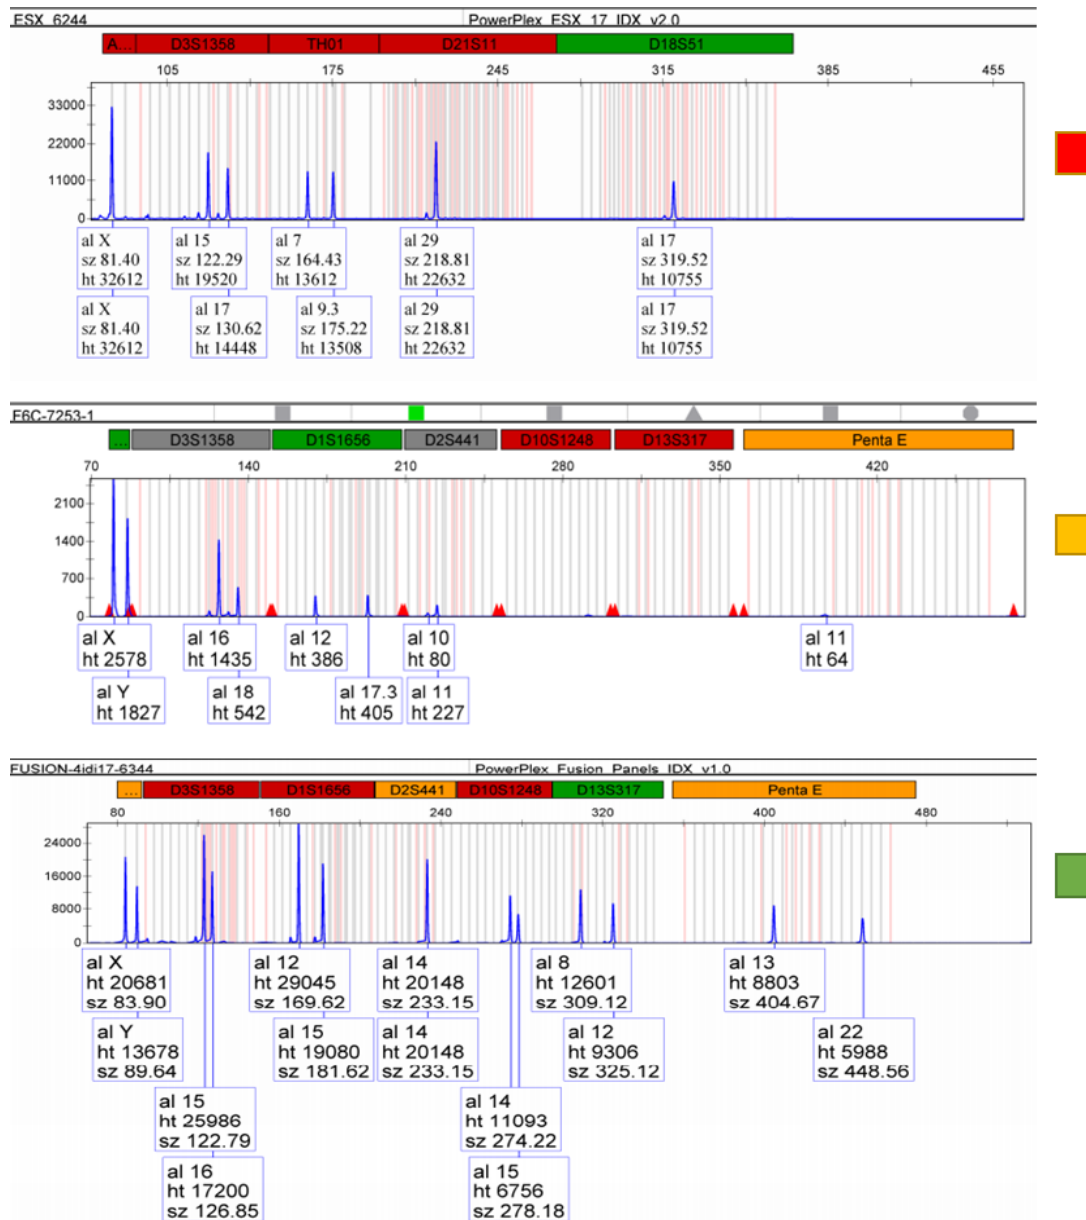 ESX 6244 PowerPlex ESX 17 IDX v2.0
A... D3S1358 TH01 D21S11 D18S51
105 175 245 315 385 455
33000
22000
11000
0
al X al 15 al 7 al 29 al 17
sz 81.40 sz 122.29 sz 164.43 sz 218.81 sz 319.52
ht 32612 ht 19520 ht 13612 ht 22632 ht 10755
al X al 17 al 9.3 al 29 al 17
sz 81.40 sz 130.62 sz 175.22 sz 218.81 sz 319.52
ht 32612 ht 14448 ht 13508 ht 22632 ht 10755
F6C-7253-1
... D3S1358 D1S1656 D2S441 D10S1248 D13S317 Penta E
70 140 210 280 350 420
2100
1400
700
0
al X al 16 al 12 al 10 al 11
ht 2578 ht 1435 ht 386 ht 80 ht 64
al Y al 18 al 17.3 al 11
ht 1827 ht 542 ht 405 ht 227
FUSION-4idi17-6344 PowerPlex Fusion Panels IDX v1.0
... D3S1358 D1S1656 D2S441 D10S1248 D13S317 Penta E
80 160 240 320 400 480
24000
16000
8000
0
al X al 12 al 14 al 8 al 13
ht 20681 ht 29045 ht 20148 ht 12601 ht 8803
sz 83.90 sz 169.62 sz 233.15 sz 309.12 sz 404.67
al Y al 15 al 14 al 12 al 22
ht 13678 ht 19080 ht 20148 ht 9306 ht 5988
sz 89.64 sz 181.62 sz 233.15 sz 325.12 sz 448.56
al 15 al 14
ht 25986 ht 11093
sz 122.79 sz 274.22
al 16 al 15
ht 17200 ht 6756
sz 126.85 sz 278.18